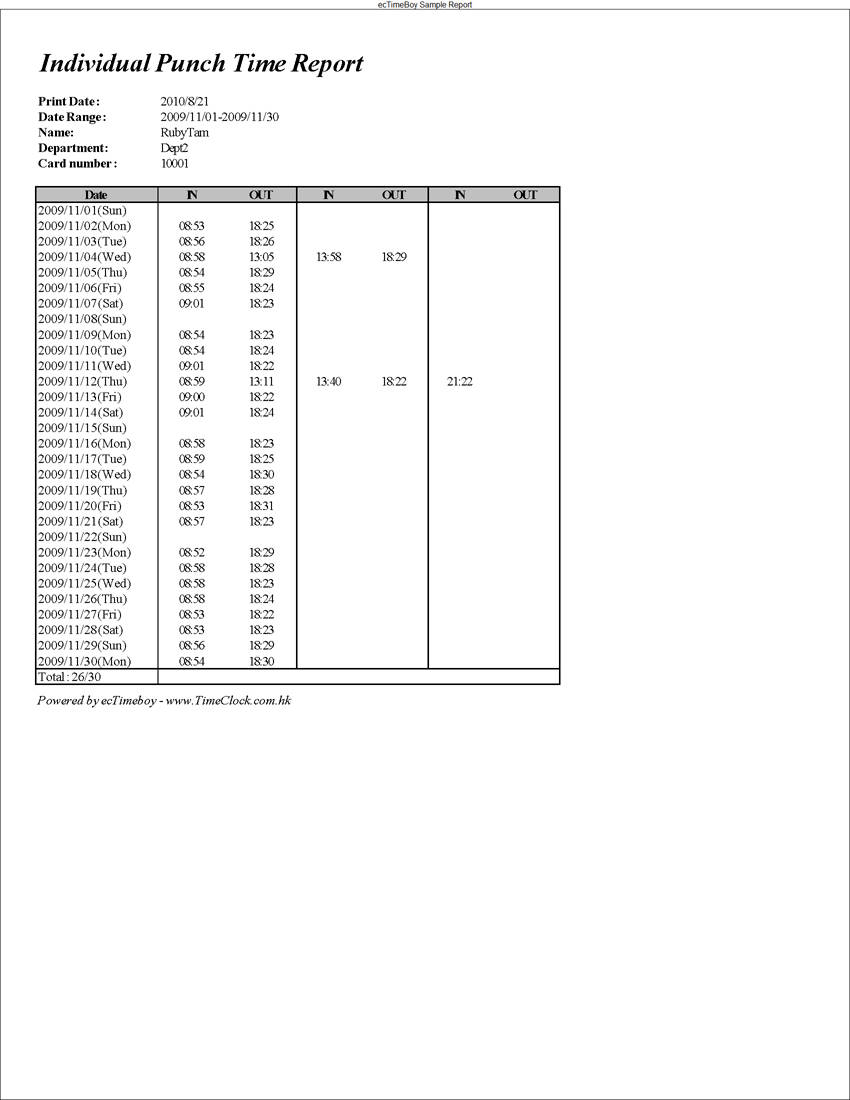 ecTimeBoy Sample Report
Individual Punch Time Report
Print Date: 2010/8/21
Date Range: 2009/11/01-2009/11/30
Name: RubyTam
Department: Dept2
Card number: 10001
Date IN OUT IN OUT IN OUT
2009/11/01(Sun)
2009/11/02(Mon) 08:53 18:25
2009/11/03(Tue) 08:56 18:26
2009/11/04(Wed) 08:58 13:05 13:58 18:29
2009/11/05(Thu) 08:54 18:29
2009/11/06(Fri) 08:55 18:24
2009/11/07(Sat) 09:01 18:23
2009/11/08(Sun)
2009/11/09(Mon) 08:54 18:23
2009/11/10(Tue) 08:54 18:24
2009/11/11(Wed) 09:01 18:22
2009/11/12(Thu) 08:59 13:11 13:40 18:22 21:22
2009/11/13(Fri) 09:00 18:22
2009/11/14(Sat) 09:01 18:24
2009/11/15(Sun)
2009/11/16(Mon) 08:58 18:23
2009/11/17(Tue) 08:59 18:25
2009/11/18(Wed) 08:54 18:30
2009/11/19(Thu) 08:57 18:28
2009/11/20(Fri) 08:53 18:31
2009/11/21(Sat) 08:57 18:23
2009/11/22(Sun)
2009/11/23(Mon) 08:52 18:29
2009/11/24(Tue) 08:58 18:28
2009/11/25(Wed) 08:58 18:23
2009/11/26(Thu) 08:58 18:24
2009/11/27(Fri) 08:53 18:22
2009/11/28(Sat) 08:53 18:23
2009/11/29(Sun) 08:56 18:29
2009/11/30(Mon) 08:54 18:30
Total: 26/30
Powered by ecTimeboy - www.TimeClock.com.hk